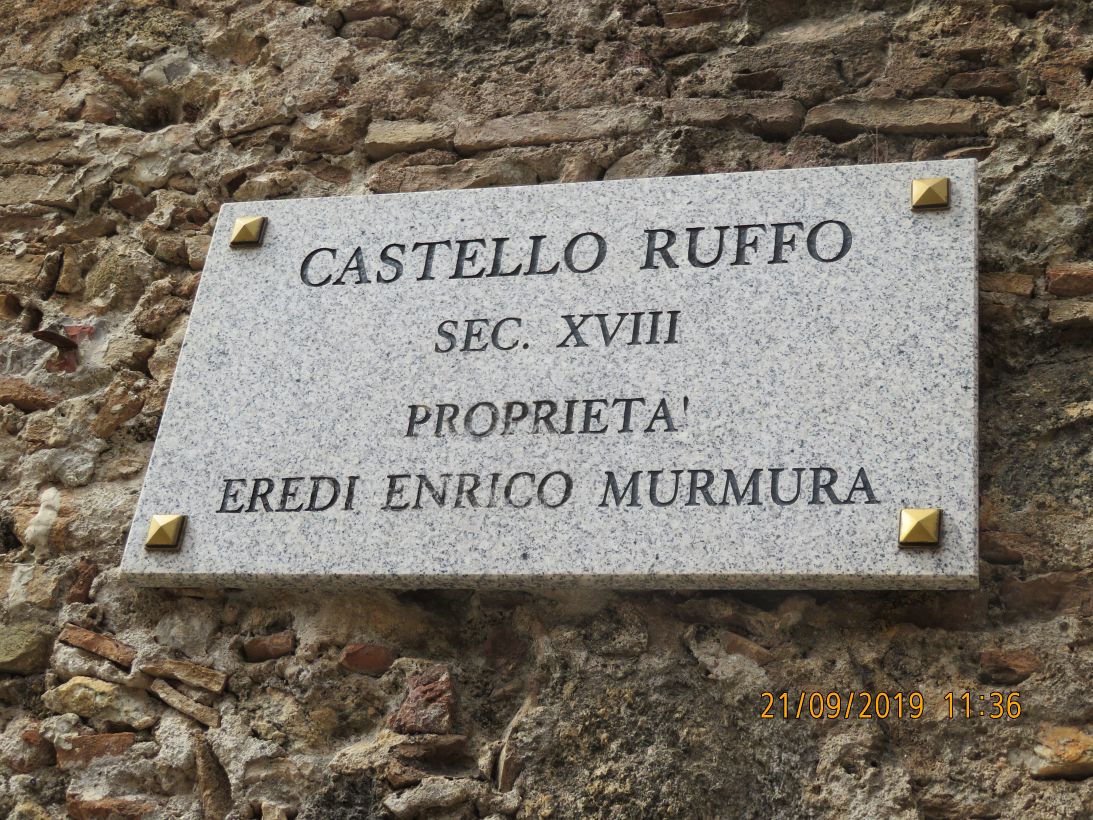 CASTELLO RUFFO
SEC. XVIII
PROPRIETA'
EREDI ENRICO MURMURA
21/09/2019 11:36